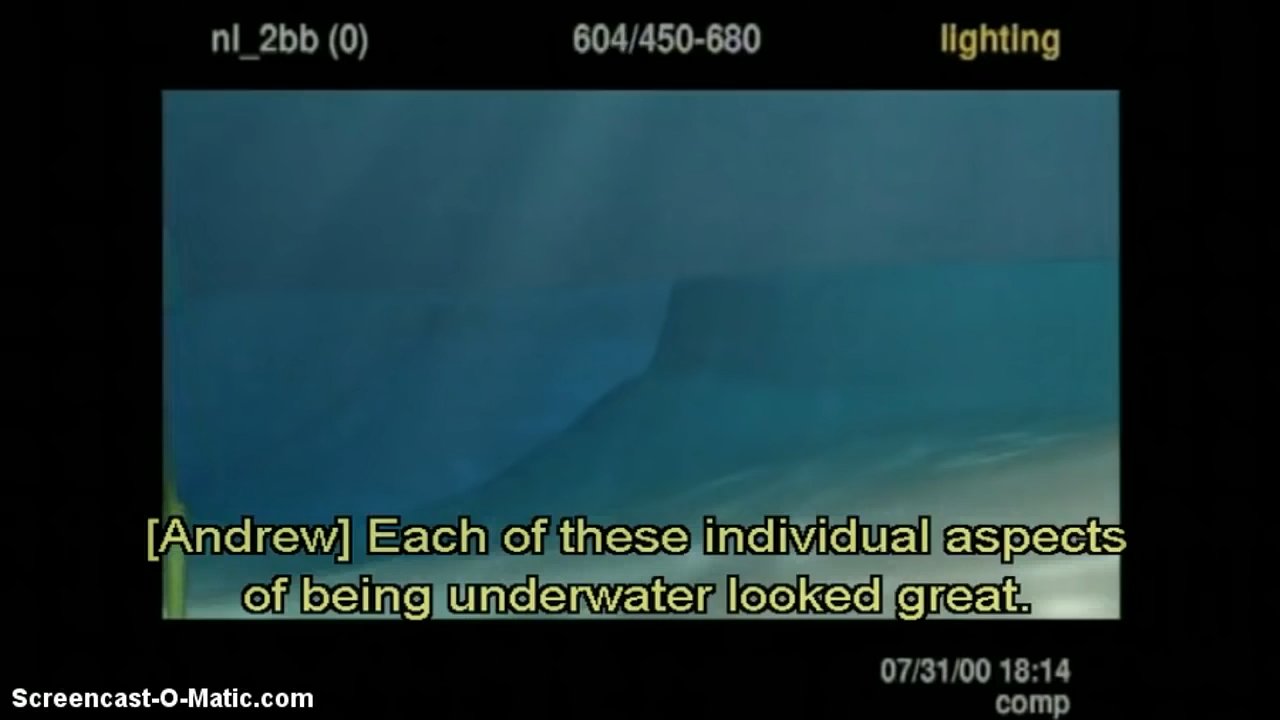 nl_2bb (0) 604/450-680 lighting
[Andrew] Each of these individual aspects
of being underwater looked great.
07/31/00 18:14
comp
Screencast-O-Matic.com